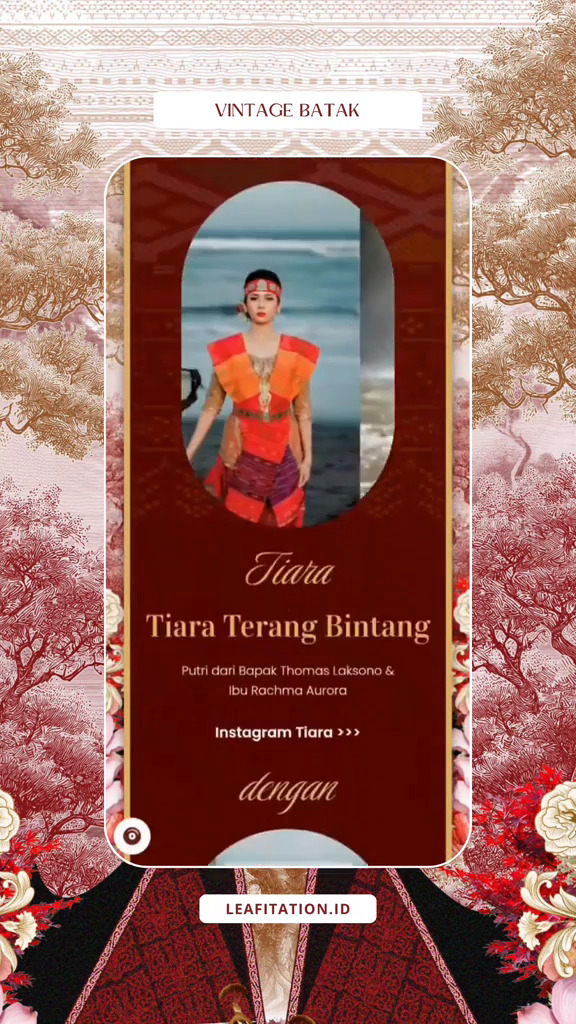 VINTAGE BATAK
Tiara
Tiara Terang Bintang
Putri dari Bapak Thomas Laksono &
Ibu Rachma Aurora
Instagram Tiara >>>
dengan
LEAFITATION.ID